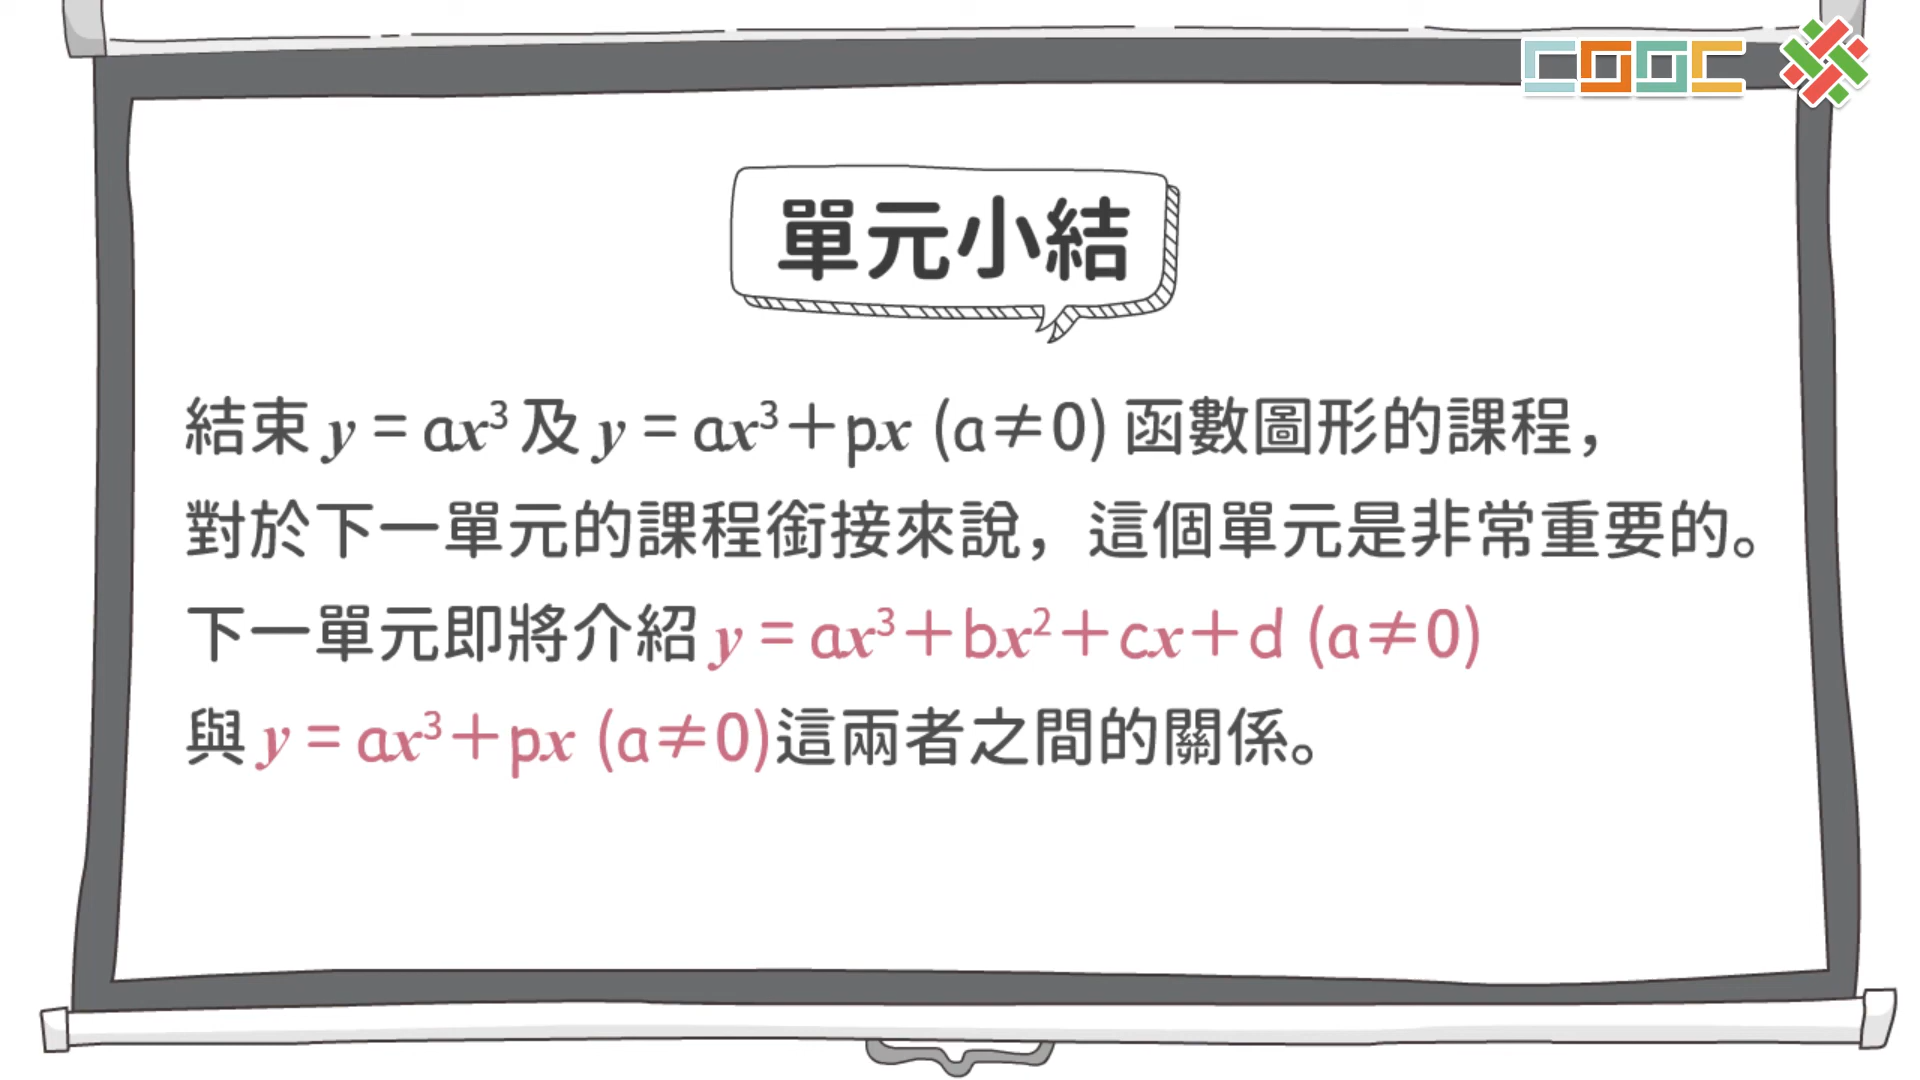 COOC
單元小結
結束 y = ax³ 及 y = ax³+px (a≠0) 函數圖形的課程，
對於下一單元的課程銜接來說，這個單元是非常重要的。
下一單元即將介紹 y = ax³+bx²+cx+d (a≠0)
與 y = ax³+px (a≠0)這兩者之間的關係。